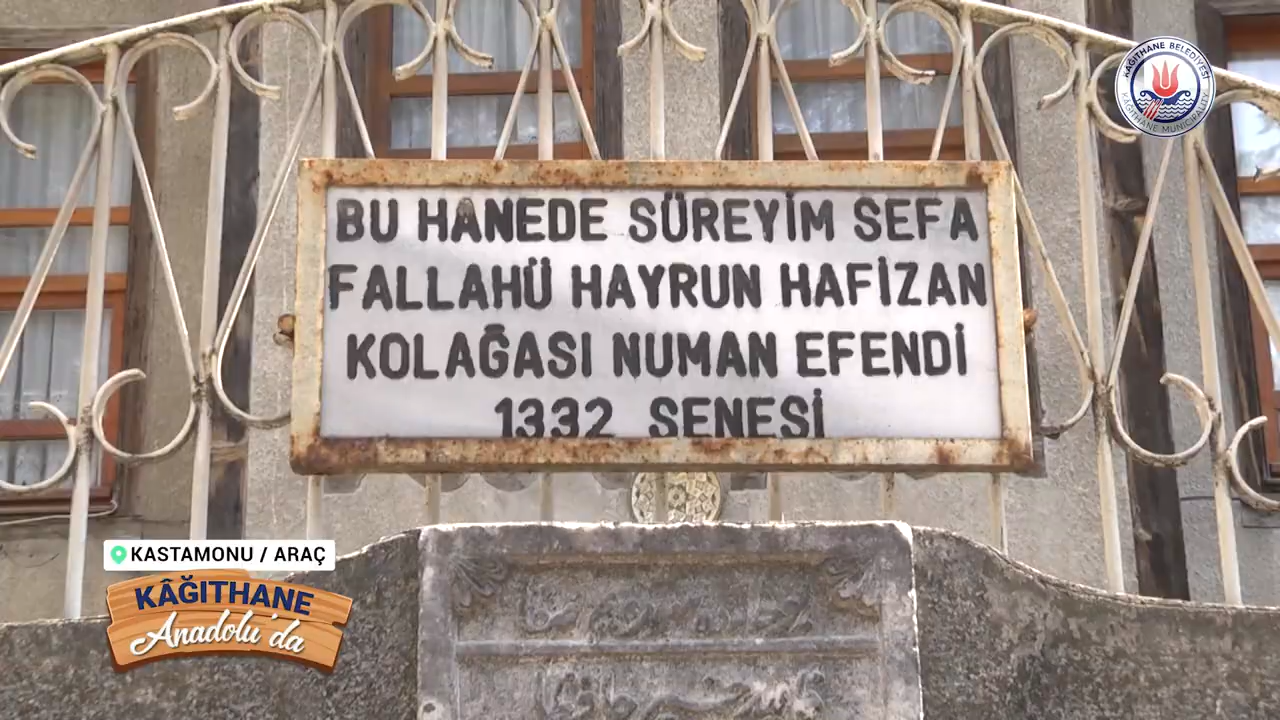 KÂĞITHANE BELEDİYESİ
KAĞITHANE MUNICIPALITY
BU HANEDE SÜREYİM SEFA
FALLAHÜ HAYRUN HAFİZAN
KOLAĞASI NUMAN EFENDİ
1332 SENESİ
KASTAMONU / ARAÇ
KÂĞITHANE
Anadolu'da